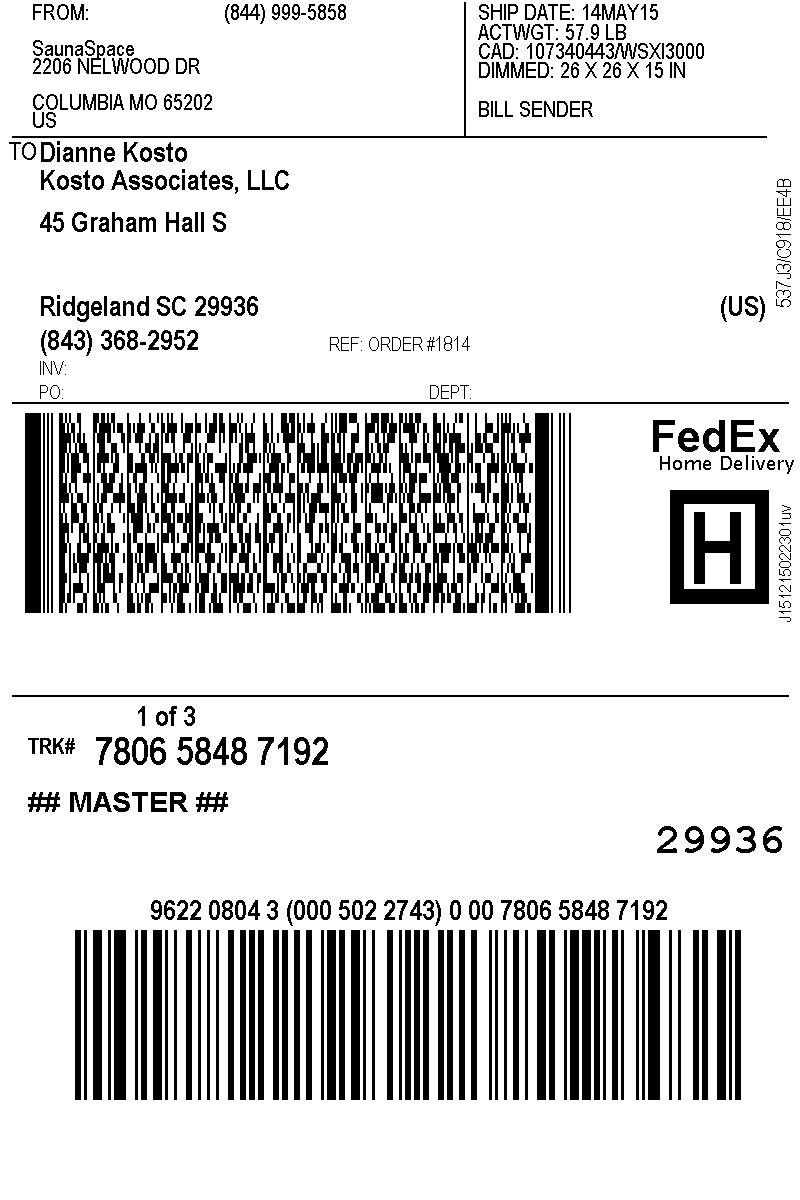 FROM: (844) 999-5858
SaunaSpace
2206 NELWOOD DR
COLUMBIA MO 65202
US
SHIP DATE: 14MAY15
ACTWGT: 57.9 LB
CAD: 107340443/WSXI3000
DIMMED: 26 X 26 X 15 IN
BILL SENDER
TO Dianne Kosto
Kosto Associates, LLC
45 Graham Hall S
Ridgeland SC 29936 (US)
(843) 368-2952 REF: ORDER #1814
INV:
PO: DEPT:
537J3/C918/EE4B
FedEx
Home Delivery
H
J151215022301uv
1 of 3
TRK# 7806 5848 7192
## MASTER ##
29936
9622 0804 3 (000 502 2743) 0 00 7806 5848 7192